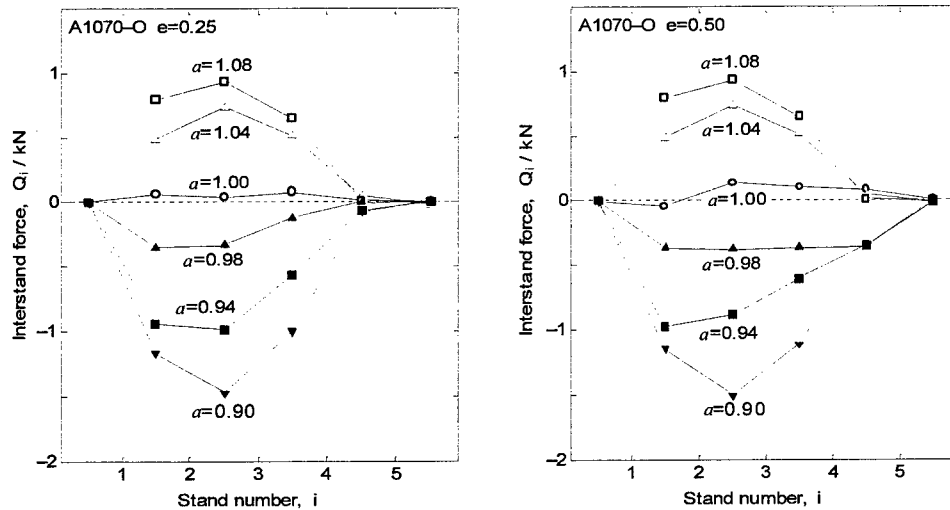 A1070–O e=0.25
a=1.08
a=1.04
a=1.00
a=0.98
a=0.94
a=0.90
1
0
–1
–2
1 2 3 4 5
Interstand force, Qi / kN
Stand number, i
A1070–O e=0.50
a=1.08
a=1.04
a=1.00
a=0.98
a=0.94
a=0.90
1
0
–1
–2
1 2 3 4 5
Interstand force, Qi / kN
Stand number, i